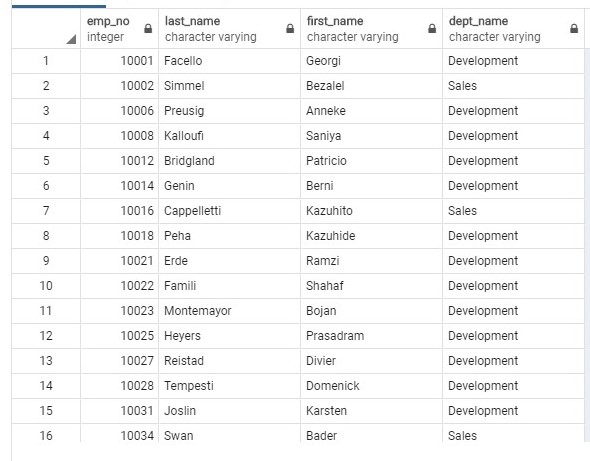 emp_no last_name first_name dept_name
integer character varying character varying character varying
1 10001 Facello Georgi Development
2 10002 Simmel Bezalel Sales
3 10006 Preusig Anneke Development
4 10008 Kalloufi Saniya Development
5 10012 Bridgland Patricio Development
6 10014 Genin Berni Development
7 10016 Cappelletti Kazuhito Sales
8 10018 Peha Kazuhide Development
9 10021 Erde Ramzi Development
10 10022 Famili Shahaf Development
11 10023 Montemayor Bojan Development
12 10025 Heyers Prasadram Development
13 10027 Reistad Divier Development
14 10028 Tempesti Domenick Development
15 10031 Joslin Karsten Development
16 10034 Swan Bader Sales